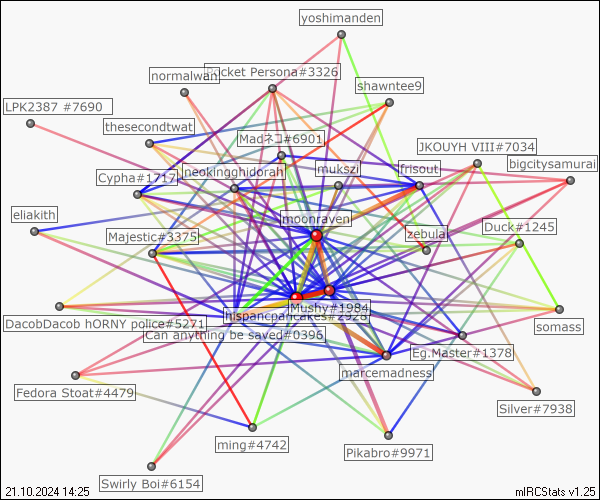 yoshimanden
normalwan
Pocket Persona#3326
shawntee9
LPK2387 #7690
thesecondtwat
Madネコ#6901
JKOUYH VIII#7034
Cypha#1717
neokingghidorah
mukszi
frisout
bigcitysamurai
eliakith
moonraven
Majestic#3375
zebulai
Duck#1245
Mushy#1984
hispancpancakes#2928
DacobDacob hORNY police#5271
Can anything be saved#0396
somass
Eg.Master#1378
marcemadness
Fedora Stoat#4479
Silver#7938
ming#4742
Pikabro#9971
Swirly Boi#6154
21.10.2024 14:25
mIRCStats v1.25